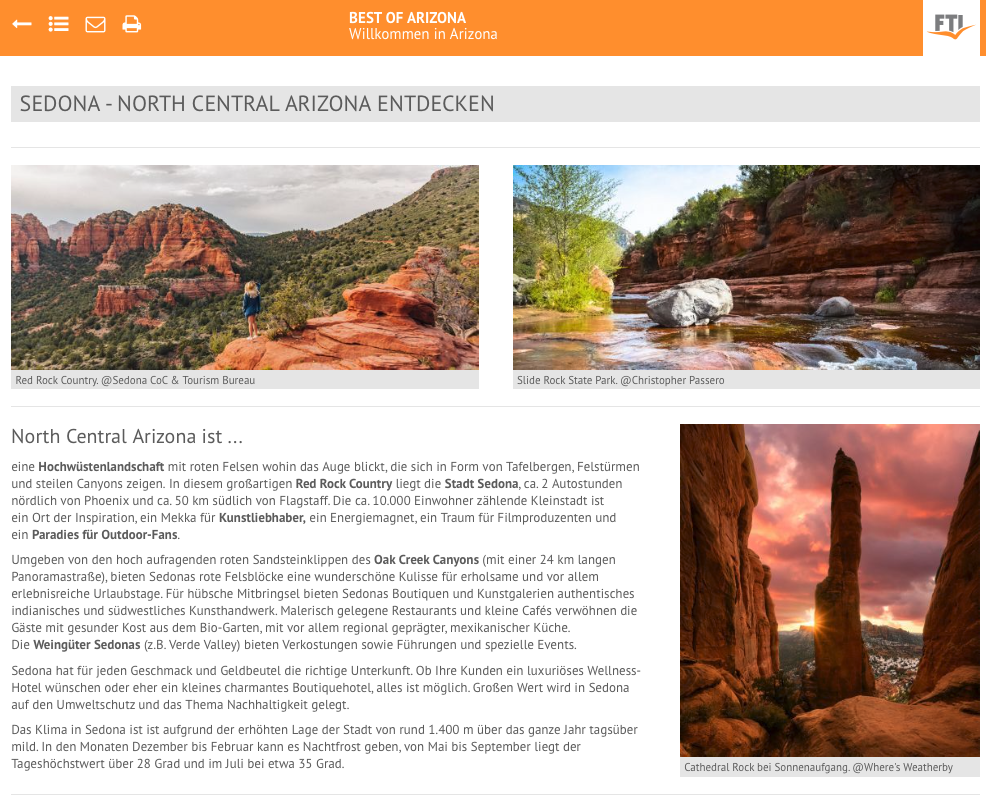 BEST OF ARIZONA
Willkommen in Arizona
FTI
SEDONA - NORTH CENTRAL ARIZONA ENTDECKEN
Red Rock Country. @Sedona CoC & Tourism Bureau
Slide Rock State Park. @Christopher Passero
North Central Arizona ist ...
eine Hochwüstenlandschaft mit roten Felsen wohin das Auge blickt, die sich in Form von Tafelbergen, Felstürmen
und steilen Canyons zeigen. In diesem großartigen Red Rock Country liegt die Stadt Sedona, ca. 2 Autostunden
nördlich von Phoenix und ca. 50 km südlich von Flagstaff. Die ca. 10.000 Einwohner zählende Kleinstadt ist
ein Ort der Inspiration, ein Mekka für Kunstliebhaber, ein Energiemagnet, ein Traum für Filmproduzenten und
ein Paradies für Outdoor-Fans.
Umgeben von den hoch aufragenden roten Sandsteinklippen des Oak Creek Canyons (mit einer 24 km langen
Panoramastraße), bieten Sedonas rote Felsblöcke eine wunderschöne Kulisse für erholsame und vor allem
erlebnisreiche Urlaubstage. Für hübsche Mitbringsel bieten Sedonas Boutiquen und Kunstgalerien authentisches
indianisches und südwestliches Kunsthandwerk. Malerisch gelegene Restaurants und kleine Cafés verwöhnen die
Gäste mit gesunder Kost aus dem Bio-Garten, mit vor allem regional geprägter, mexikanischer Küche.
Die Weingüter Sedonas (z.B. Verde Valley) bieten Verkostungen sowie Führungen und spezielle Events.
Sedona hat für jeden Geschmack und Geldbeutel die richtige Unterkunft. Ob Ihre Kunden ein luxuriöses Wellness-
Hotel wünschen oder eher ein kleines charmantes Boutiquehotel, alles ist möglich. Großen Wert wird in Sedona
auf den Umweltschutz und das Thema Nachhaltigkeit gelegt.
Das Klima in Sedona ist ist aufgrund der erhöhten Lage der Stadt von rund 1.400 m über das ganze Jahr tagsüber
mild. In den Monaten Dezember bis Februar kann es Nachtfrost geben, von Mai bis September liegt der
Tageshöchstwert über 28 Grad und im Juli bei etwa 35 Grad.
Cathedral Rock bei Sonnenaufgang. @Where's Weatherby